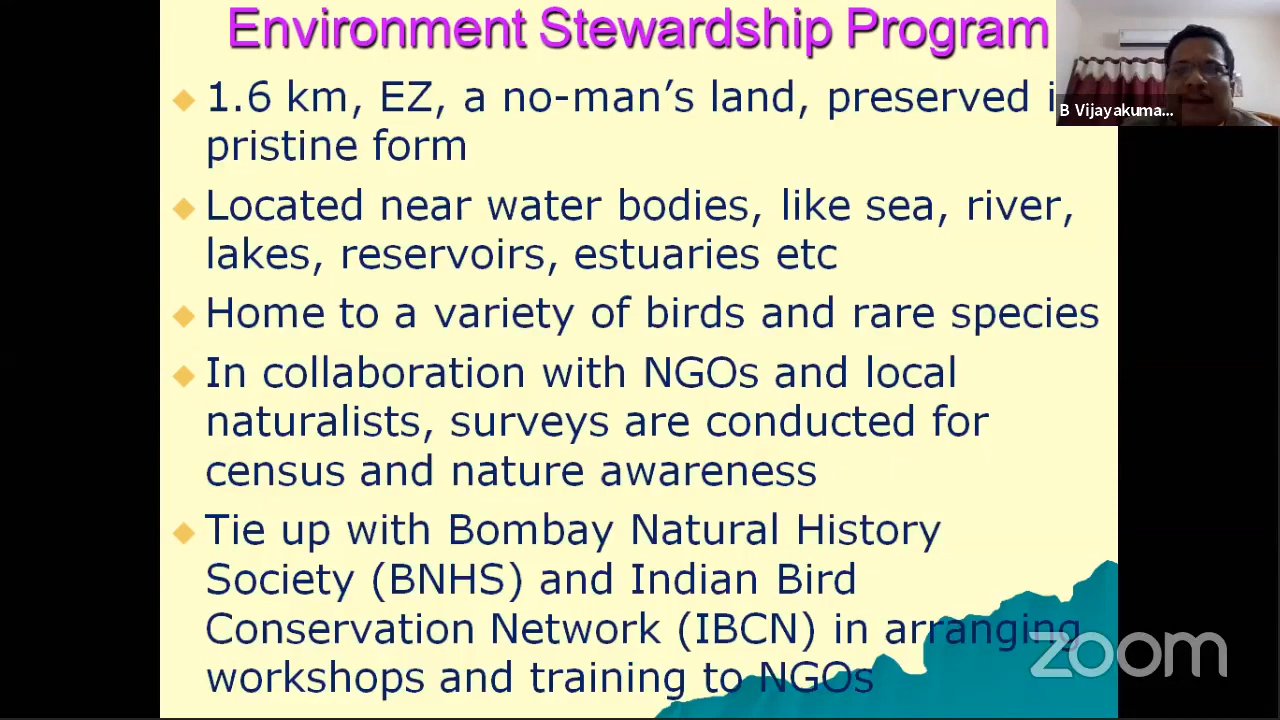 Environment Stewardship Program
1.6 km, EZ, a no-man's land, preserved
pristine form
Located near water bodies, like sea, river,
lakes, reservoirs, estuaries etc
Home to a variety of birds and rare species
In collaboration with NGOs and local
naturalists, surveys are conducted for
census and nature awareness
Tie up with Bombay Natural History
Society (BNHS) and Indian Bird
Conservation Network (IBCN) in arranging
workshops and training to NGOs
B Vijayakuma...
zoom